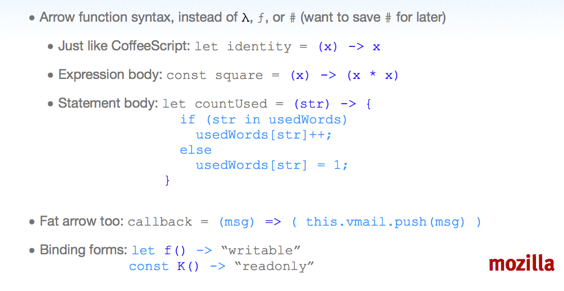 • Arrow function syntax, instead of λ, ƒ, or # (want to save # for later)
• Just like CoffeeScript: let identity = (x) -> x
• Expression body: const square = (x) -> (x * x)
• Statement body: let countUsed = (str) -> {
if (str in usedWords)
usedWords[str]++;
else
usedWords[str] = 1;
}
• Fat arrow too: callback = (msg) => ( this.vmail.push(msg) )
• Binding forms: let f() -> “writable”
const K() -> “readonly”
mozilla